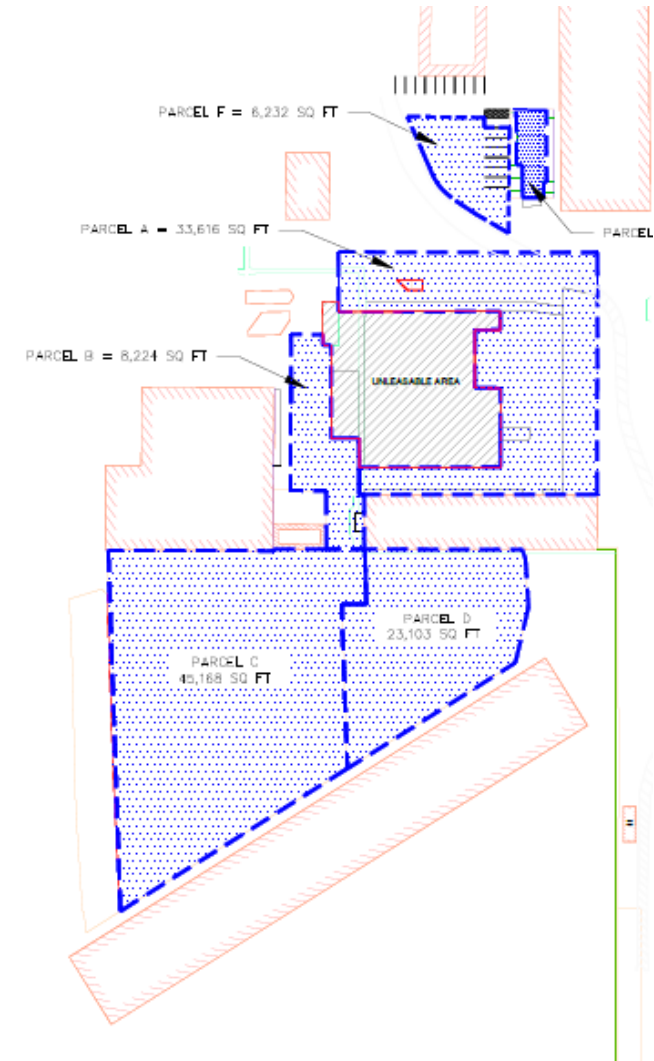 PARCEL F = 6,232 SQ FT
PARCEL A = 33,616 SQ FT
PARCEL
PARCEL B = 8,224 SQ FT
UNLEASABLE AREA
PARCEL D
23,103 SQ FT
PARCEL C
45,168 SQ FT